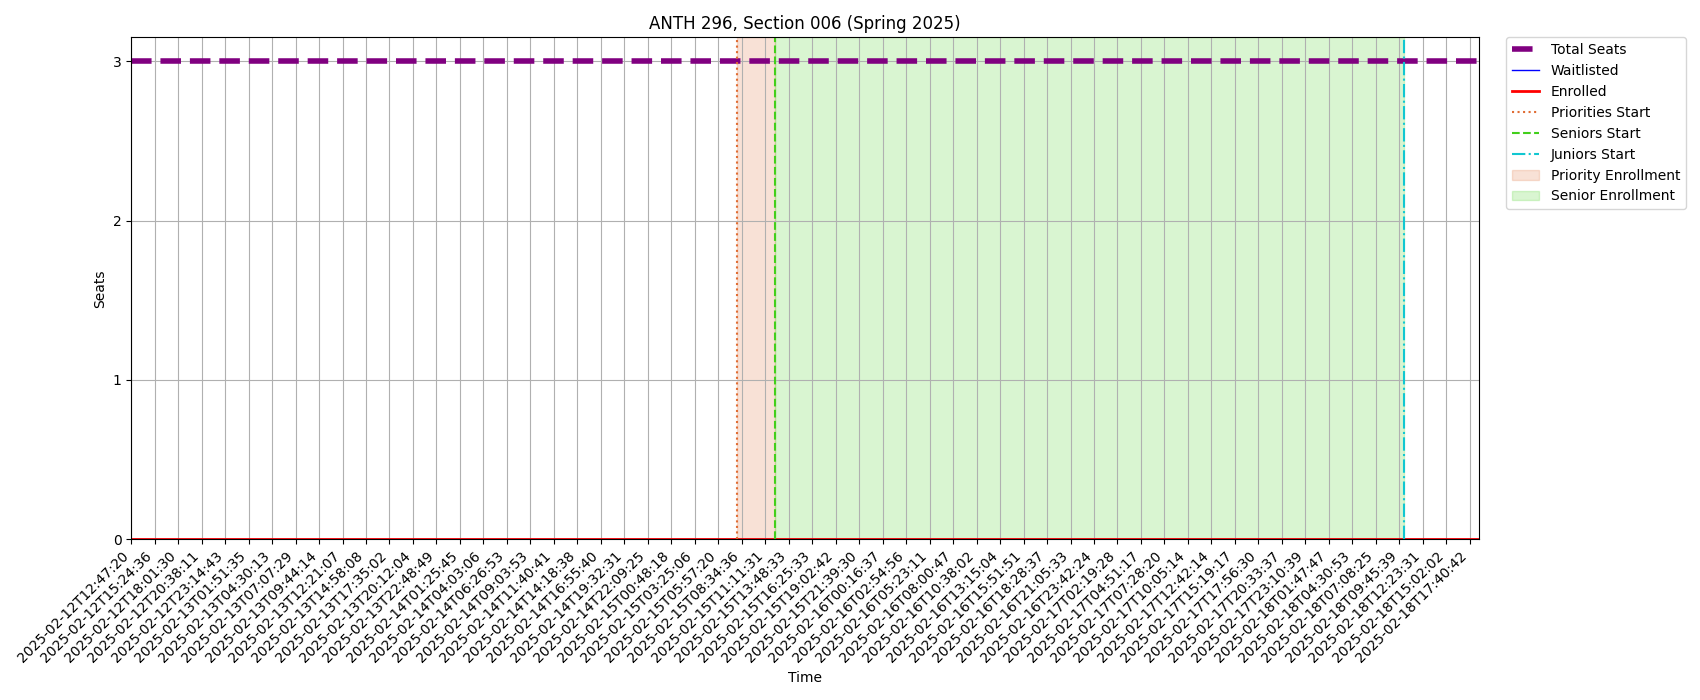 ANTH 296, Section 006 (Spring 2025)
Total Seats
Waitlisted
Enrolled
Priorities Start
Seniors Start
Juniors Start
Priority Enrollment
Senior Enrollment
Seats
3
2
1
0
2025-02-12T12:47:20
2025-02-12T15:24:36
2025-02-12T18:01:30
2025-02-12T20:38:11
2025-02-12T23:14:43
2025-02-13T01:51:35
2025-02-13T04:30:13
2025-02-13T07:07:29
2025-02-13T09:44:14
2025-02-13T12:21:07
2025-02-13T14:58:08
2025-02-13T17:35:02
2025-02-13T20:12:04
2025-02-13T22:48:49
2025-02-14T01:25:45
2025-02-14T04:03:06
2025-02-14T06:26:53
2025-02-14T09:03:53
2025-02-14T11:40:41
2025-02-14T14:18:38
2025-02-14T16:55:40
2025-02-14T19:32:31
2025-02-14T22:09:25
2025-02-15T00:48:18
2025-02-15T03:25:06
2025-02-15T05:57:20
2025-02-15T08:34:36
2025-02-15T11:11:31
2025-02-15T13:48:33
2025-02-15T16:25:33
2025-02-15T19:02:42
2025-02-15T21:39:30
2025-02-16T00:16:37
2025-02-16T02:54:56
2025-02-16T05:23:11
2025-02-16T08:00:47
2025-02-16T10:38:02
2025-02-16T13:15:04
2025-02-16T15:51:51
2025-02-16T18:28:37
2025-02-16T21:05:33
2025-02-16T23:42:24
2025-02-17T02:19:28
2025-02-17T04:51:17
2025-02-17T07:28:20
2025-02-17T10:05:14
2025-02-17T12:42:14
2025-02-17T15:19:17
2025-02-17T17:56:30
2025-02-17T20:33:37
2025-02-17T23:10:39
2025-02-18T01:47:47
2025-02-18T04:30:53
2025-02-18T07:08:25
2025-02-18T09:45:39
2025-02-18T12:23:31
2025-02-18T15:02:02
2025-02-18T17:40:42
Time